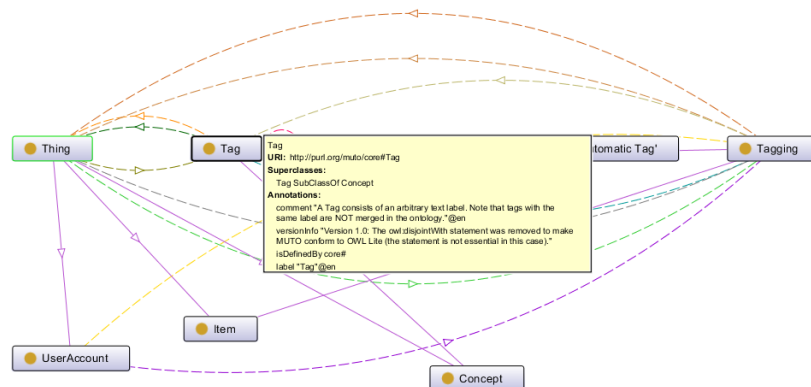 Thing
Tag
utomatic Tag'
Tagging
Tag
URI: http://purl.org/muto/core#Tag
Superclasses:
Tag SubClassOf Concept
Annotations:
comment "A Tag consists of an arbitrary text label. Note that tags with the
same label are NOT merged in the ontology."@en
versionInfo "Version 1.0: The owl:disjointWith statement was removed to make
MUTO conform to OWL Lite (the statement is not essential in this case)."
isDefinedBy core#
label "Tag"@en
Item
UserAccount
Concept